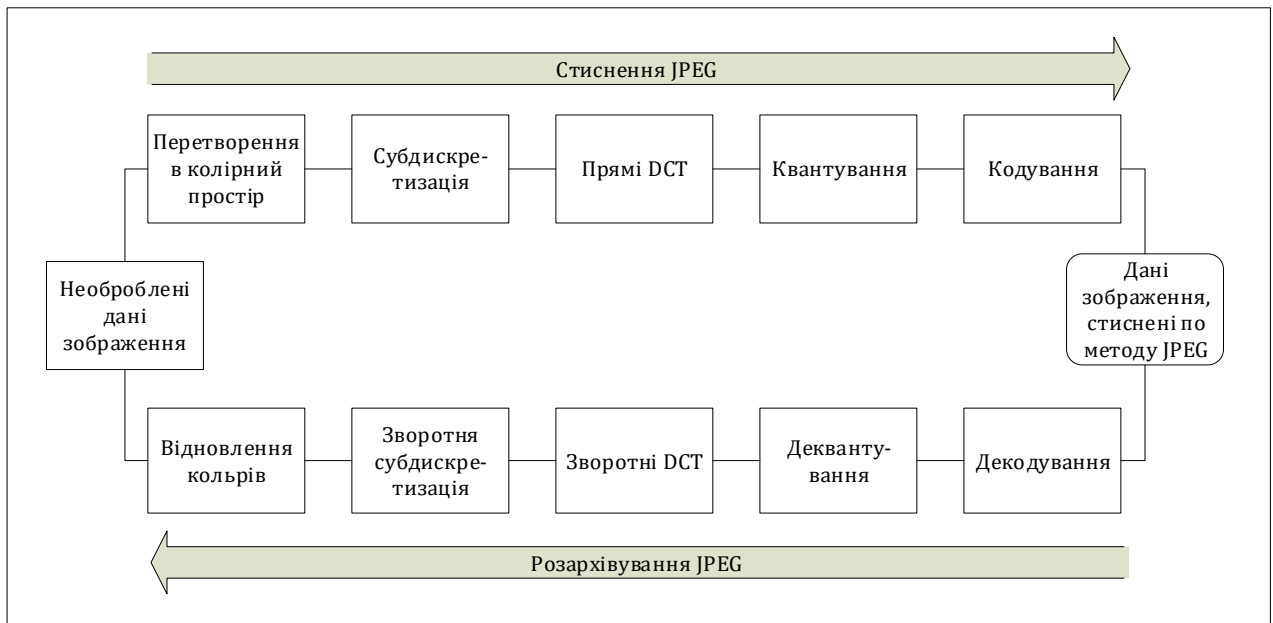 Стиснення JPEG
Перетворення
в колірний
простір
Субдискре-
тизація
Прямі DCT
Квантування
Кодування
Необроблені
дані
зображення
Дані
зображення,
стиснені по
методу JPEG
Відновлення
кольрів
Зворотня
субдискре-
тизація
Зворотні DCT
Декванту-
вання
Декодування
Розархівування JPEG